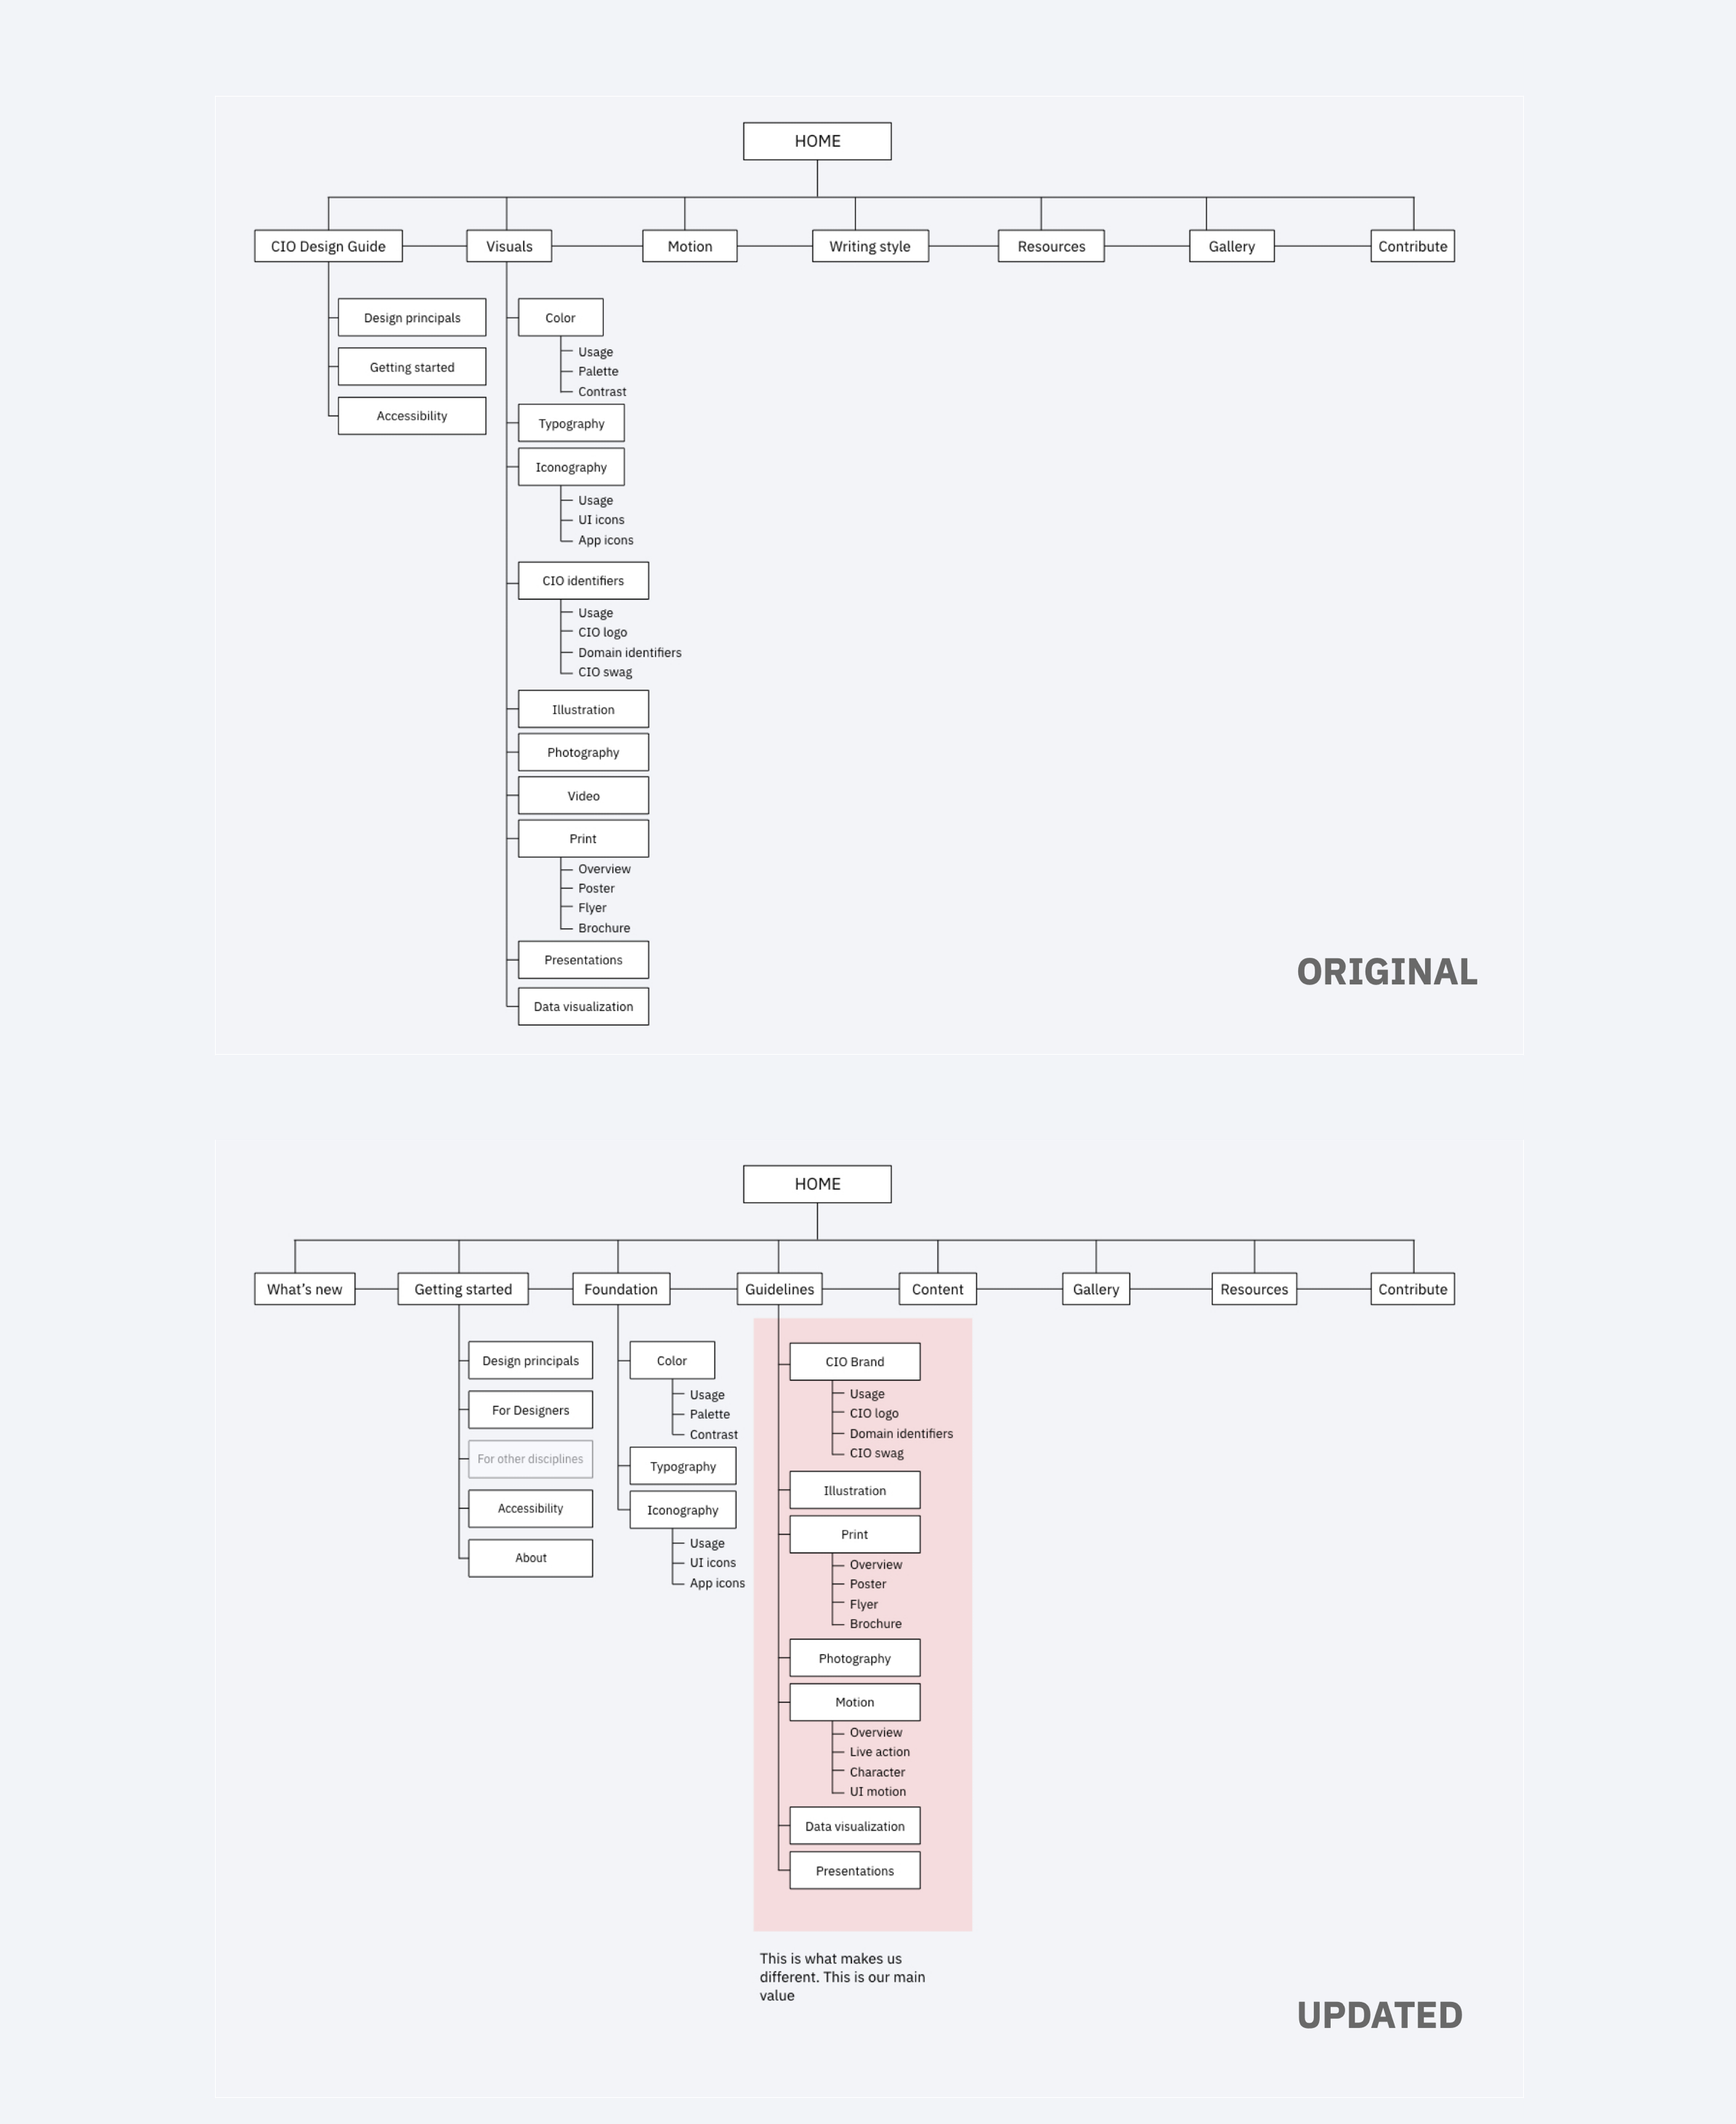 HOME
CIO Design Guide
Visuals
Motion
Writing style
Resources
Gallery
Contribute
Design principals
Getting started
Accessibility
Color
Usage
Palette
Contrast
Typography
Iconography
Usage
UI icons
App icons
CIO identifiers
Usage
CIO logo
Domain identifiers
CIO swag
Illustration
Photography
Video
Print
Overview
Poster
Flyer
Brochure
Presentations
Data visualization
ORIGINAL
HOME
What's new
Getting started
Foundation
Guidelines
Content
Gallery
Resources
Contribute
Design principals
For Designers
For other disciplines
Accessibility
About
Color
Usage
Palette
Contrast
Typography
Iconography
Usage
UI icons
App icons
CIO Brand
Usage
CIO logo
Domain identifiers
CIO swag
Illustration
Print
Overview
Poster
Flyer
Brochure
Photography
Motion
Overview
Live action
Character
UI motion
Data visualization
Presentations
This is what makes us
different. This is our main
value
UPDATED